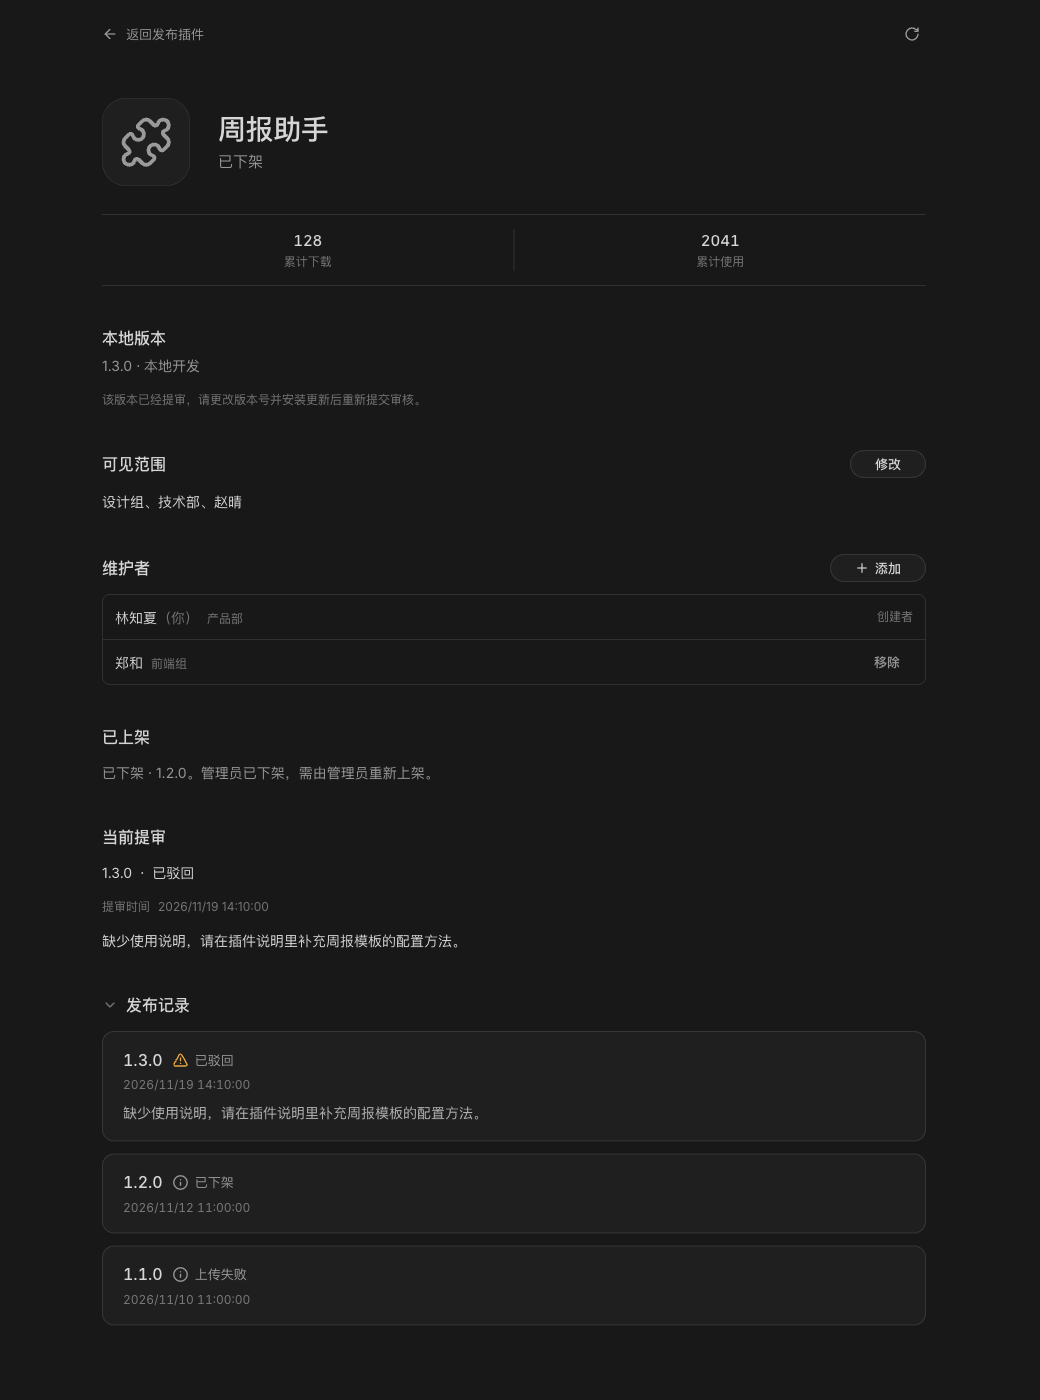 返回发布插件
周报助手
已下架
128
累计下载
2041
累计使用
本地版本
1.3.0 · 本地开发
该版本已经提审，请更改版本号并安装更新后重新提交审核。
可见范围
修改
设计组、技术部、赵晴
维护者
添加
林知夏（你） 产品部
创建者
郑和 前端组
移除
已上架
已下架 · 1.2.0。管理员已下架，需由管理员重新上架。
当前提审
1.3.0 · 已驳回
提审时间 2026/11/19 14:10:00
缺少使用说明，请在插件说明里补充周报模板的配置方法。
发布记录
1.3.0 已驳回
2026/11/19 14:10:00
缺少使用说明，请在插件说明里补充周报模板的配置方法。
1.2.0 已下架
2026/11/12 11:00:00
1.1.0 上传失败
2026/11/10 11:00:00